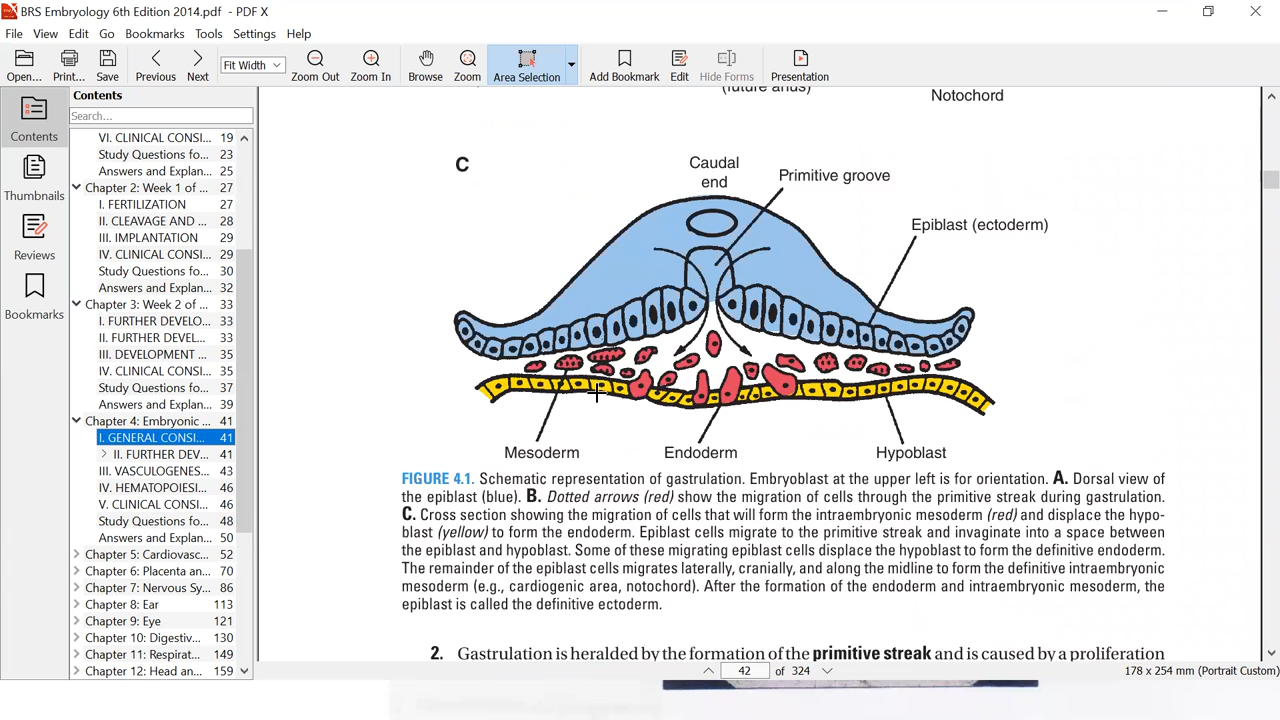 BRS Embryology 6th Edition 2014.pdf - PDF X
File View Edit Go Bookmarks Tools Settings Help
Open... Print... Save Previous Next Fit Width Zoom Out Zoom In Browse Zoom Area Selection Add Bookmark Edit Hide Forms Presentation
Contents
Thumbnails
Reviews
Bookmarks
Contents
Search...
VI. CLINICAL CONSI... 19
Study Questions fo... 23
Answers and Explan... 25
Chapter 2: Week 1 of ... 27
I. FERTILIZATION 27
II. CLEAVAGE AND ... 28
III. IMPLANTATION 29
IV. CLINICAL CONSI... 29
Study Questions fo... 30
Answers and Explan... 32
Chapter 3: Week 2 of ... 33
I. FURTHER DEVELO... 33
II. FURTHER DEVEL... 33
III. DEVELOPMENT ... 35
IV. CLINICAL CONSI... 35
Study Questions fo... 37
Answers and Explan... 39
Chapter 4: Embryonic ... 41
I. GENERAL CONSI... 41
II. FURTHER DEV... 41
III. VASCULOGENES... 43
IV. HEMATOPOIESI... 46
V. CLINICAL CONSI... 46
Study Questions fo... 48
Answers and Explan... 50
Chapter 5: Cardiovasc... 52
Chapter 6: Placenta an... 70
Chapter 7: Nervous Sy... 86
Chapter 8: Ear 113
Chapter 9: Eye 121
Chapter 10: Digestiv... 130
Chapter 11: Respirat... 149
Chapter 12: Head an... 159
(future anus)
Notochord
C
Caudal
end
Primitive groove
Epiblast (ectoderm)
Mesoderm
Endoderm
Hypoblast
FIGURE 4.1. Schematic representation of gastrulation. Embryoblast at the upper left is for orientation. A. Dorsal view of
the epiblast (blue). B. Dotted arrows (red) show the migration of cells through the primitive streak during gastrulation.
C. Cross section showing the migration of cells that will form the intraembryonic mesoderm (red) and displace the hypo-
blast (yellow) to form the endoderm. Epiblast cells migrate to the primitive streak and invaginate into a space between
the epiblast and hypoblast. Some of these migrating epiblast cells displace the hypoblast to form the definitive endoderm.
The remainder of the epiblast cells migrates laterally, cranially, and along the midline to form the definitive intraembryonic
mesoderm (e.g., cardiogenic area, notochord). After the formation of the endoderm and intraembryonic mesoderm, the
epiblast is called the definitive ectoderm.
2. Gastrulation is heralded by the formation of the primitive streak and is caused by a proliferation
42 of 324
178 x 254 mm (Portrait Custom)